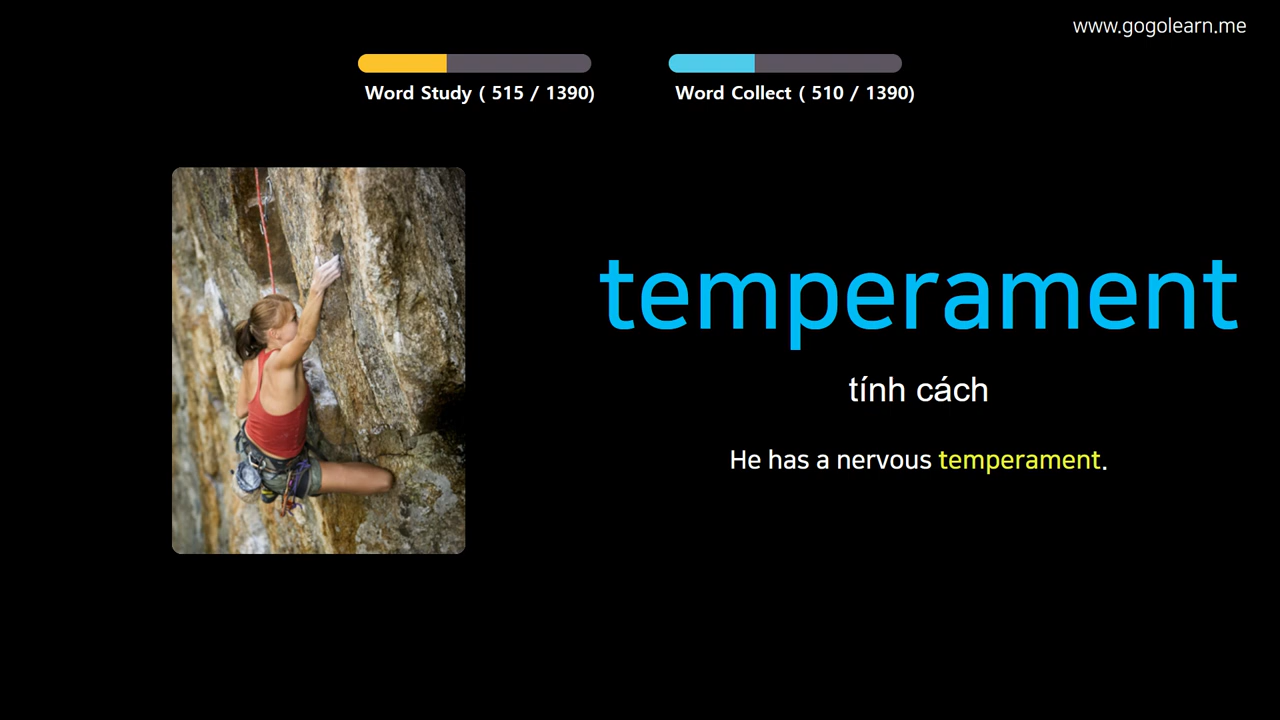 www.gogolearn.me
Word Study ( 515 / 1390)
Word Collect ( 510 / 1390)
temperament
tính cách
He has a nervous temperament.